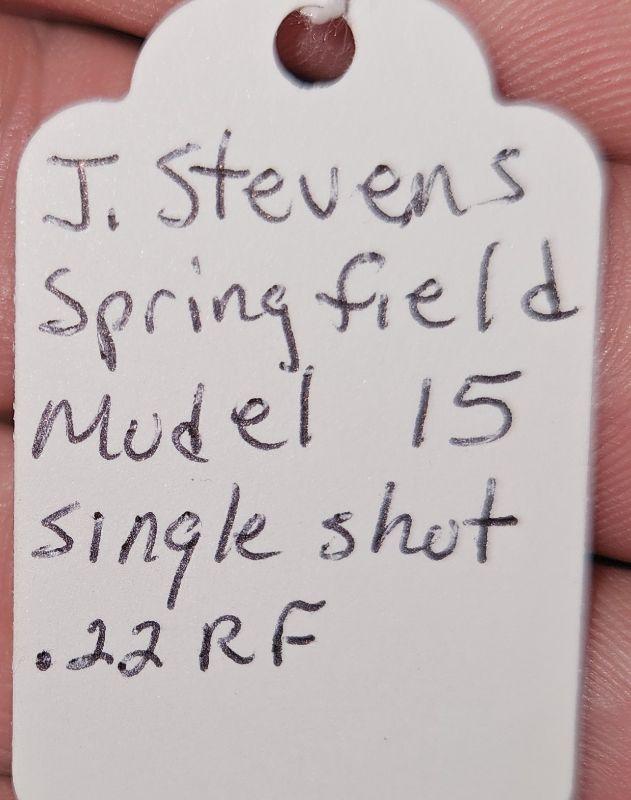 J. Stevens
Springfield
Model 15
single shot
.22 RF